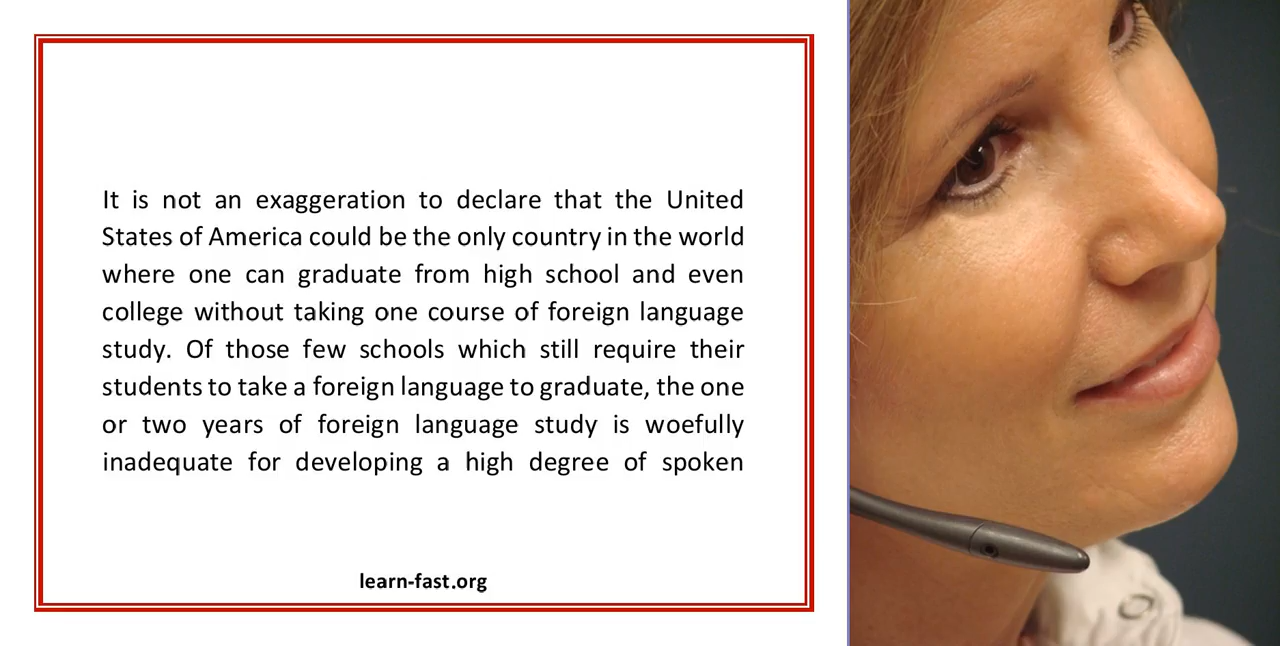 It is not an exaggeration to declare that the United
States of America could be the only country in the world
where one can graduate from high school and even
college without taking one course of foreign language
study. Of those few schools which still require their
students to take a foreign language to graduate, the one
or two years of foreign language study is woefully
inadequate for developing a high degree of spoken
learn-fast.org